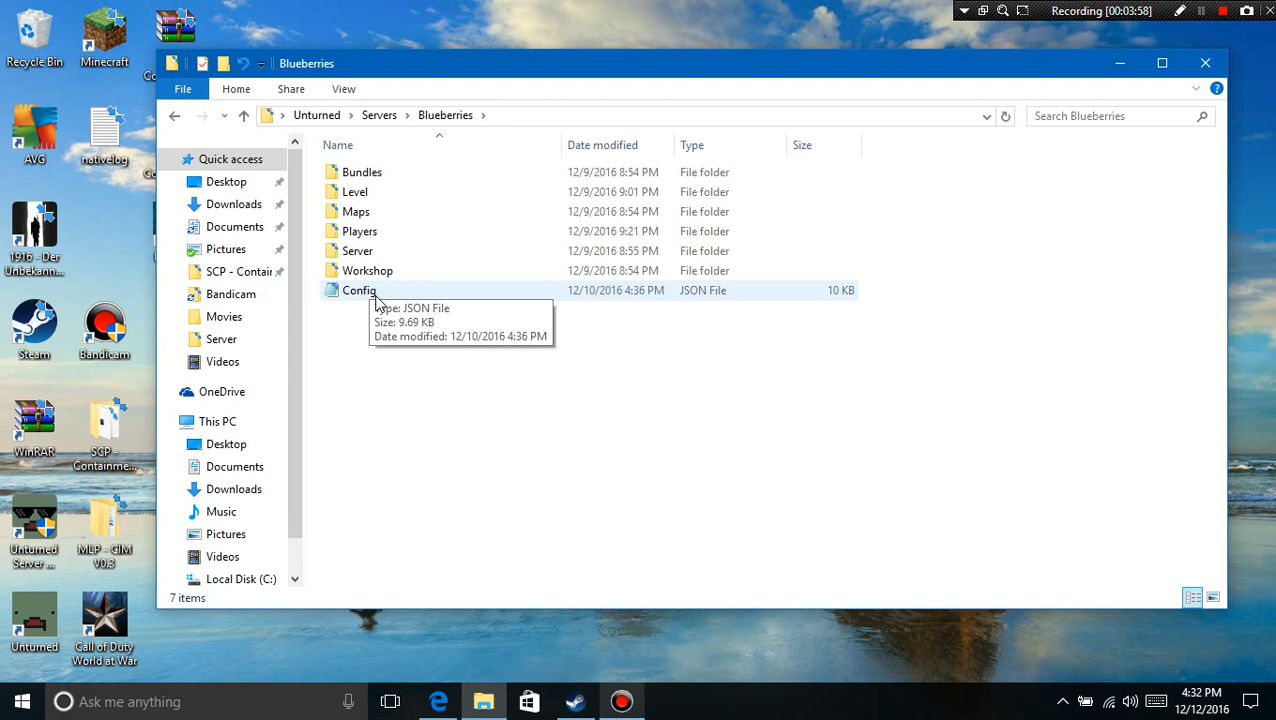 Recording [00:03:58]
Recycle Bin
Minecraft
Co
Blueberries
File
Home
Share
View
Unturned
Servers
Blueberries
Search Blueberries
Name
Date modified
Type
Size
Bundles 12/9/2016 8:54 PM File folder
Level 12/9/2016 9:01 PM File folder
Maps 12/9/2016 8:54 PM File folder
Players 12/9/2016 9:21 PM File folder
Server 12/9/2016 8:55 PM File folder
Workshop 12/9/2016 8:54 PM File folder
Config 12/10/2016 4:36 PM JSON File 10 KB
ype: JSON File
Size: 9.69 KB
Date modified: 12/10/2016 4:36 PM
Quick access
Desktop
Downloads
Documents
Pictures
SCP - Contair
Bandicam
Movies
Server
Videos
OneDrive
This PC
Desktop
Documents
Downloads
Music
Pictures
Videos
Local Disk (C:)
7 items
AVG
nativelog
Co
1916 - Der
Unbekann...
Steam
Bandicam
WinRAR
SCP -
Containme...
Unturned
Server ...
MLP - GIM
V0.3
Unturned
Call of Duty
World at War
Ask me anything
4:32 PM
12/12/2016